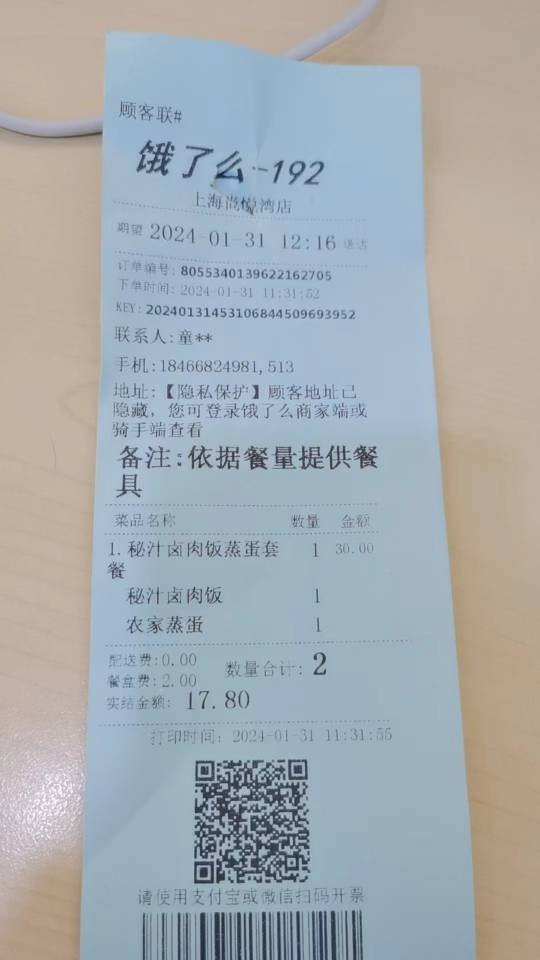 顾客联#
饿了么--192
上海尚悦湾店
期望 2024-01-31 12:16 送达
订单编号: 8055340139622162705
下单时间: 2024-01-31 11:31:52
KEY: 20240131453106844509693952
联系人:童**
手机:18466824981,513
地址:【隐私保护】顾客地址已
隐藏, 您可登录饿了么商家端或
骑手端查看
备注:依据餐量提供餐
具
菜品名称 数量 金额
1.秘汁卤肉饭蒸蛋套 1 30.00
餐
秘汁卤肉饭 1
农家蒸蛋 1
配送费:0.00
餐盒费:2.00 数量合计: 2
实结金额: 17.80
打印时间: 2024-01-31 11:31:55
请使用支付宝或微信扫码开票